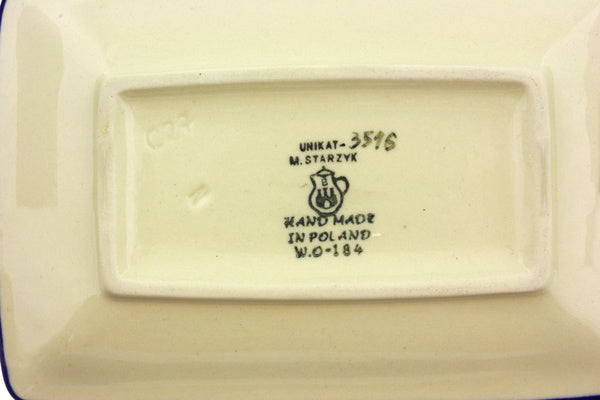 UNIKAT-3516
M. STARZYK
B
HAND MADE
IN POLAND
W.O-184